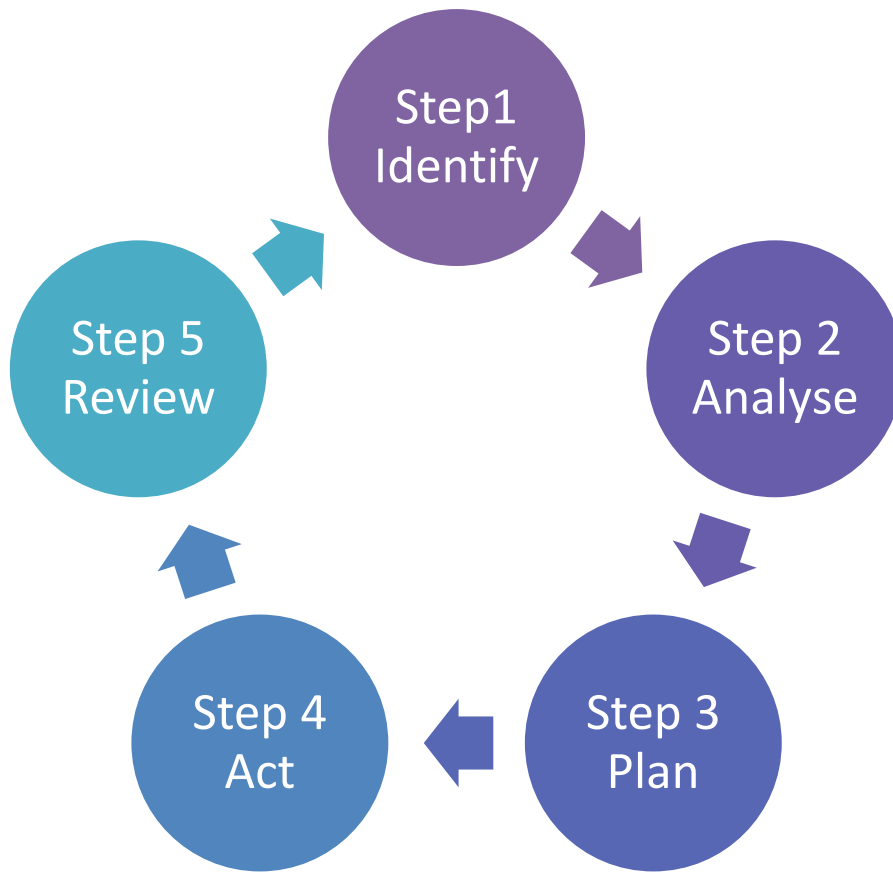 Step1
Identify
Step 2
Analyse
Step 3
Plan
Step 4
Act
Step 5
Review